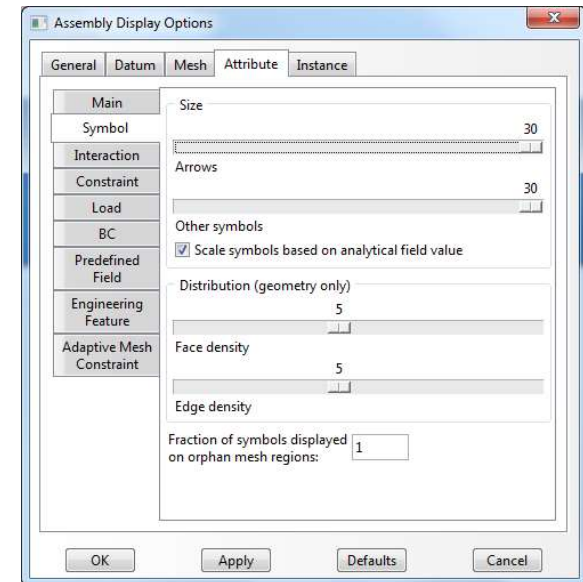 Assembly Display Options
General Datum Mesh Attribute Instance
Main
Symbol
Interaction
Constraint
Load
BC
Predefined
Field
Engineering
Feature
Adaptive Mesh
Constraint
Size
30
Arrows
30
Other symbols
Scale symbols based on analytical field value
Distribution (geometry only)
5
Face density
5
Edge density
Fraction of symbols displayed
on orphan mesh regions: 1
OK Apply Defaults Cancel